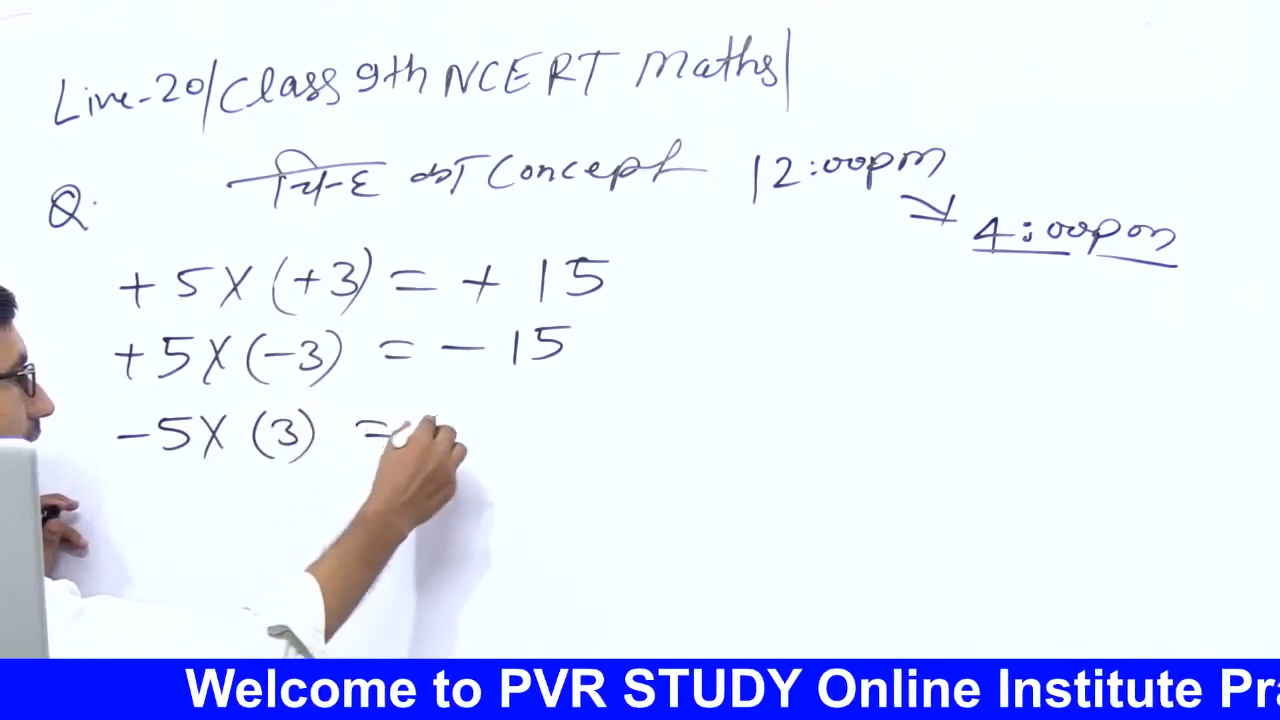 Live-20/Class 9th NCERT Maths/
चिन्ह का Concept 12:00pm
Q.
4:00pm
+5×(+3) = + 15
+5×(-3) = - 15
-5×(3) =
Welcome to PVR STUDY Online Institute Pra